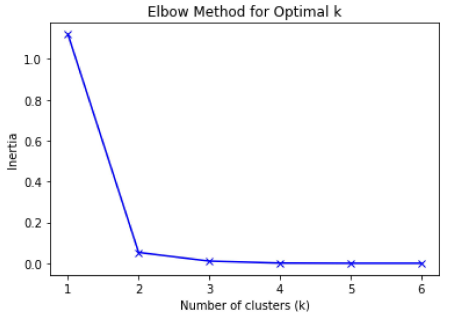 Elbow Method for Optimal k
1.0
0.8
0.6
0.4
0.2
0.0
Inertia
1 2 3 4 5 6
Number of clusters (k)